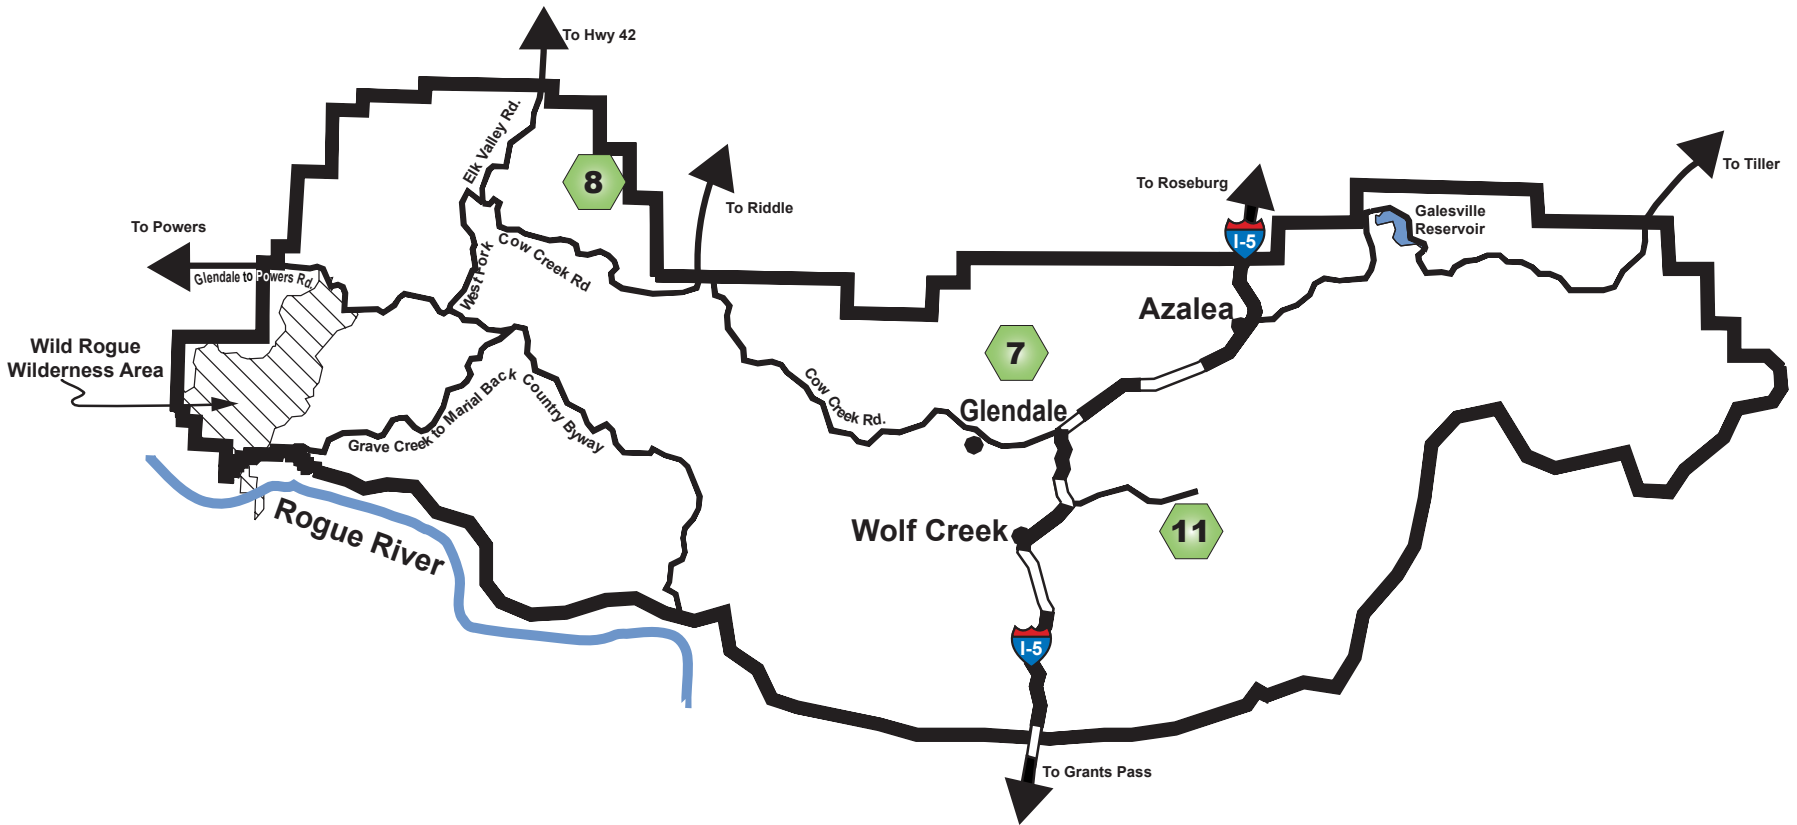 To Hwy 42
Elk Valley Rd.
8
To Riddle
To Roseburg
I-5
To Tiller
Galesville
Reservoir
To Powers
Glendale to Powers Rd.
West Fork
Cow Creek Rd
Azalea
Wild Rogue
Wilderness Area
7
Cow Creek Rd.
Glendale
Grave Creek to Marial Back Country Byway
Rogue River
Wolf Creek
11
I-5
To Grants Pass